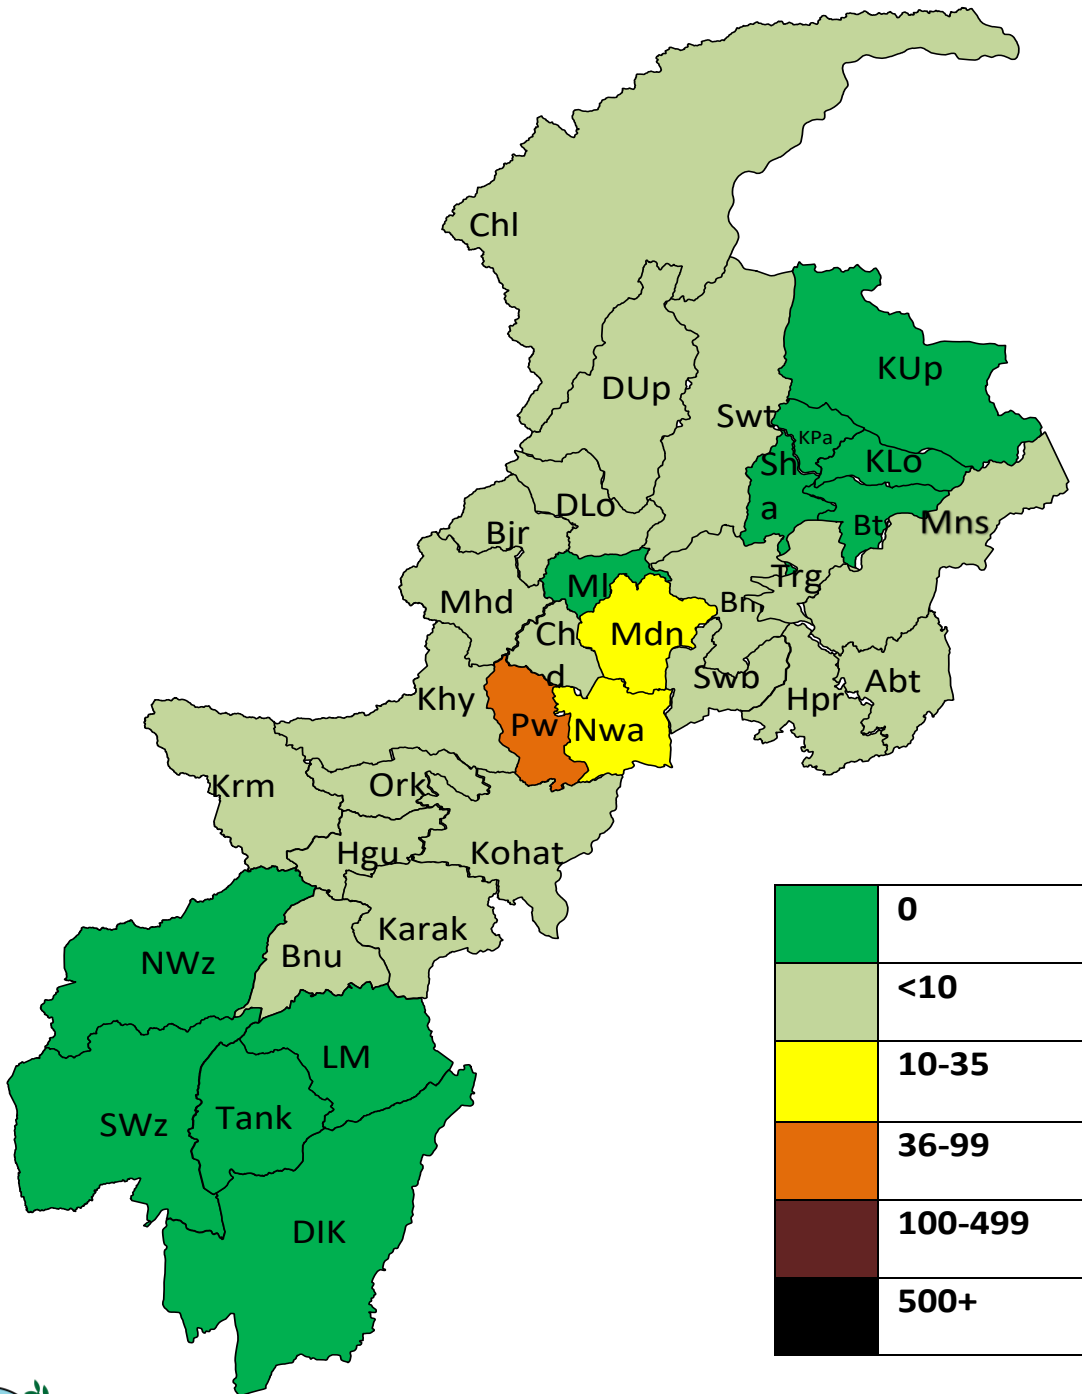 Chl
KUp
DUp
Swt
KPa
KLo
Sh
a
DLo
Bt
Mns
Bjr
Trg
Ml
Mhd
Bn
Ch
d
Mdn
Swb
Abt
Khy
Hpr
Pw
Nwa
Krm
Ork
Hgu
Kohat
Karak
Bnu
NWz
LM
Tank
SWz
DIK
0
<10
10-35
36-99
100-499
500+